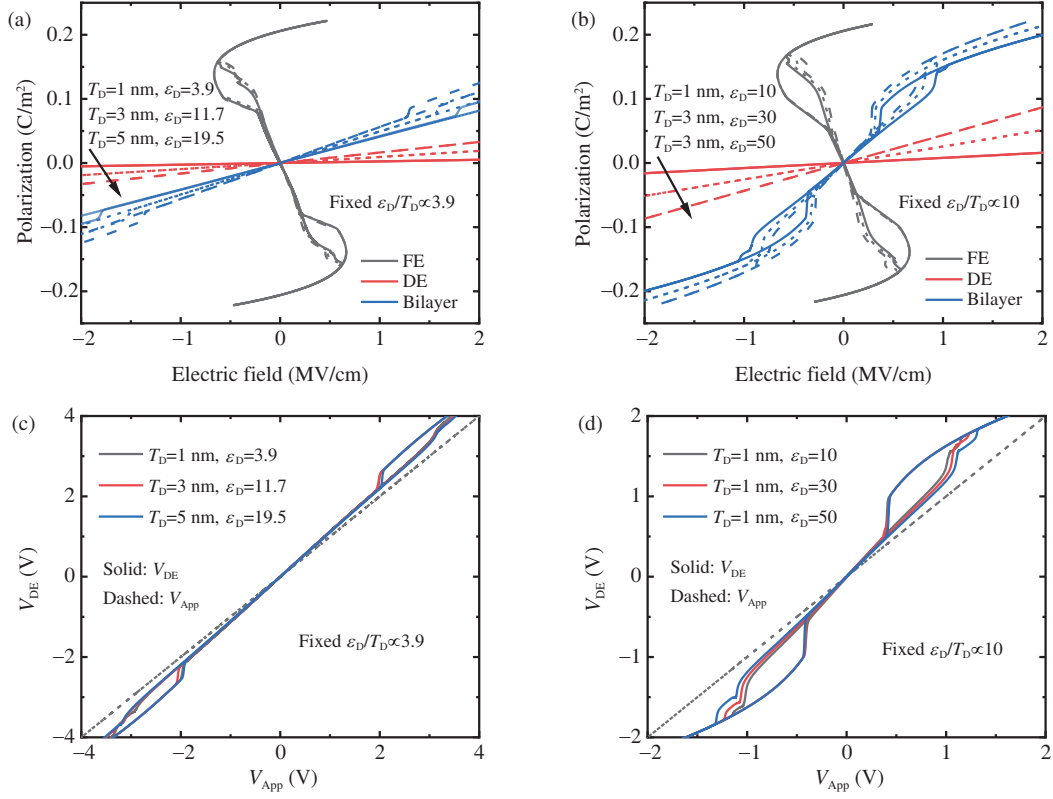 (a)
0.2
0.1
0.0
−0.1
−0.2
Polarization (C/m²)
T_D=1 nm, ε_D=3.9
T_D=3 nm, ε_D=11.7
T_D=5 nm, ε_D=19.5
Fixed ε_D/T_D∝3.9
FE
DE
Bilayer
−2 −1 0 1 2
Electric field (MV/cm)
(b)
0.2
0.1
0.0
−0.1
−0.2
Polarization (C/m²)
T_D=1 nm, ε_D=10
T_D=3 nm, ε_D=30
T_D=3 nm, ε_D=50
Fixed ε_D/T_D∝10
FE
DE
Bilayer
−2 −1 0 1 2
Electric field (MV/cm)
(c)
4
2
0
−2
−4
V_DE (V)
T_D=1 nm, ε_D=3.9
T_D=3 nm, ε_D=11.7
T_D=5 nm, ε_D=19.5
Solid: V_DE
Dashed: V_App
Fixed ε_D/T_D∝3.9
−4 −2 0 2 4
V_App (V)
(d)
2
1
0
−1
−2
V_DE (V)
T_D=1 nm, ε_D=10
T_D=1 nm, ε_D=30
T_D=1 nm, ε_D=50
Solid: V_DE
Dashed: V_App
Fixed ε_D/T_D∝10
−2 −1 0 1 2
V_App (V)